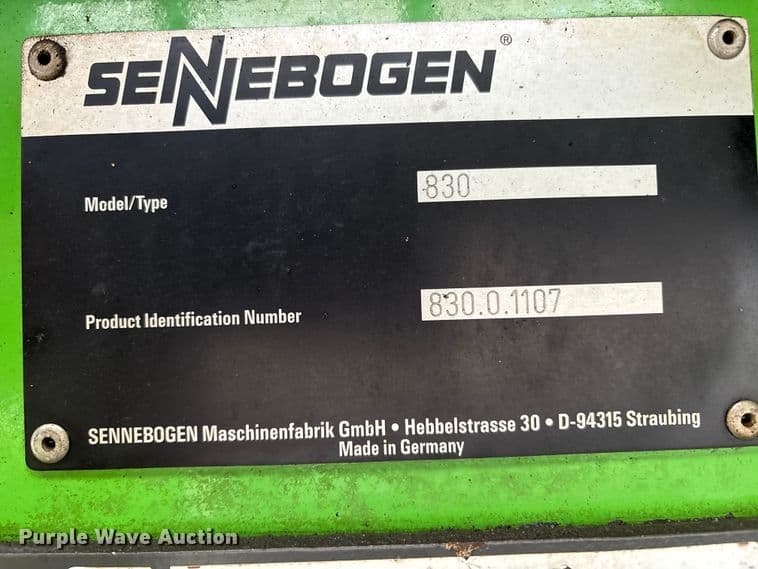 SENNEBOGEN®
Model/Type 830
Product Identification Number 830.0.1107
SENNEBOGEN Maschinenfabrik GmbH • Hebbelstrasse 30 • D-94315 Straubing
Made in Germany
Purple Wave Auction